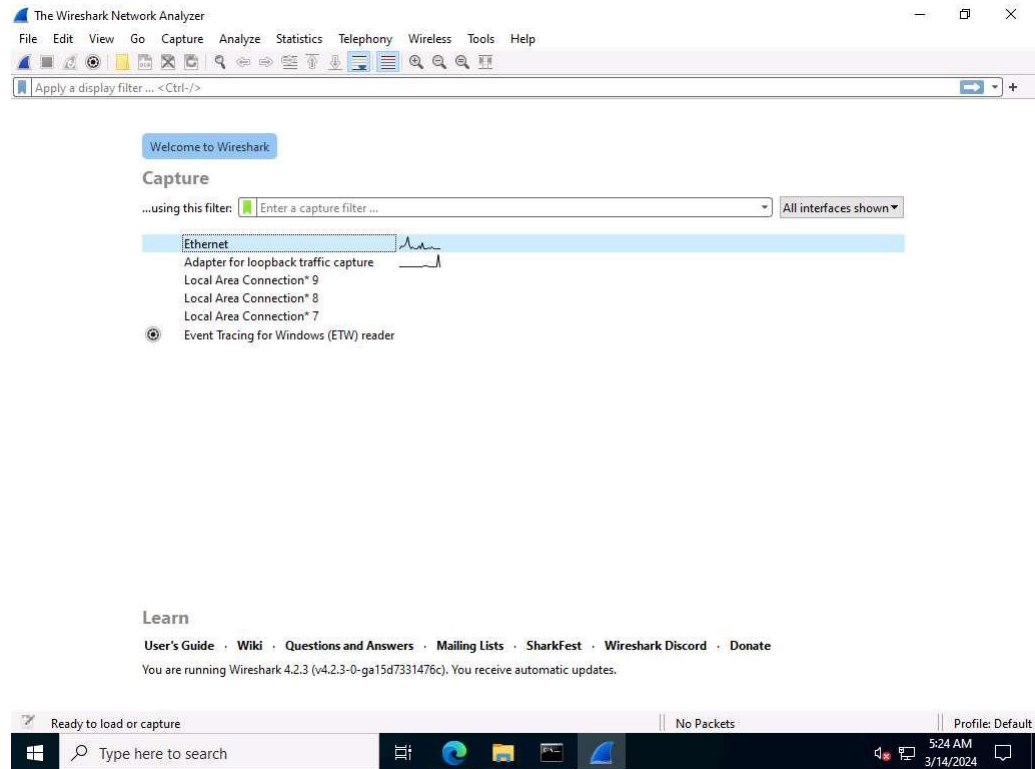 The Wireshark Network Analyzer
File Edit View Go Capture Analyze Statistics Telephony Wireless Tools Help
Apply a display filter ... <Ctrl-/>
Welcome to Wireshark
Capture
...using this filter: Enter a capture filter ... All interfaces shown
Ethernet
Adapter for loopback traffic capture
Local Area Connection* 9
Local Area Connection* 8
Local Area Connection* 7
Event Tracing for Windows (ETW) reader
Learn
User's Guide · Wiki · Questions and Answers · Mailing Lists · SharkFest · Wireshark Discord · Donate
You are running Wireshark 4.2.3 (v4.2.3-0-ga15d7331476c). You receive automatic updates.
Ready to load or capture No Packets Profile: Default
Type here to search 5:24 AM
3/14/2024